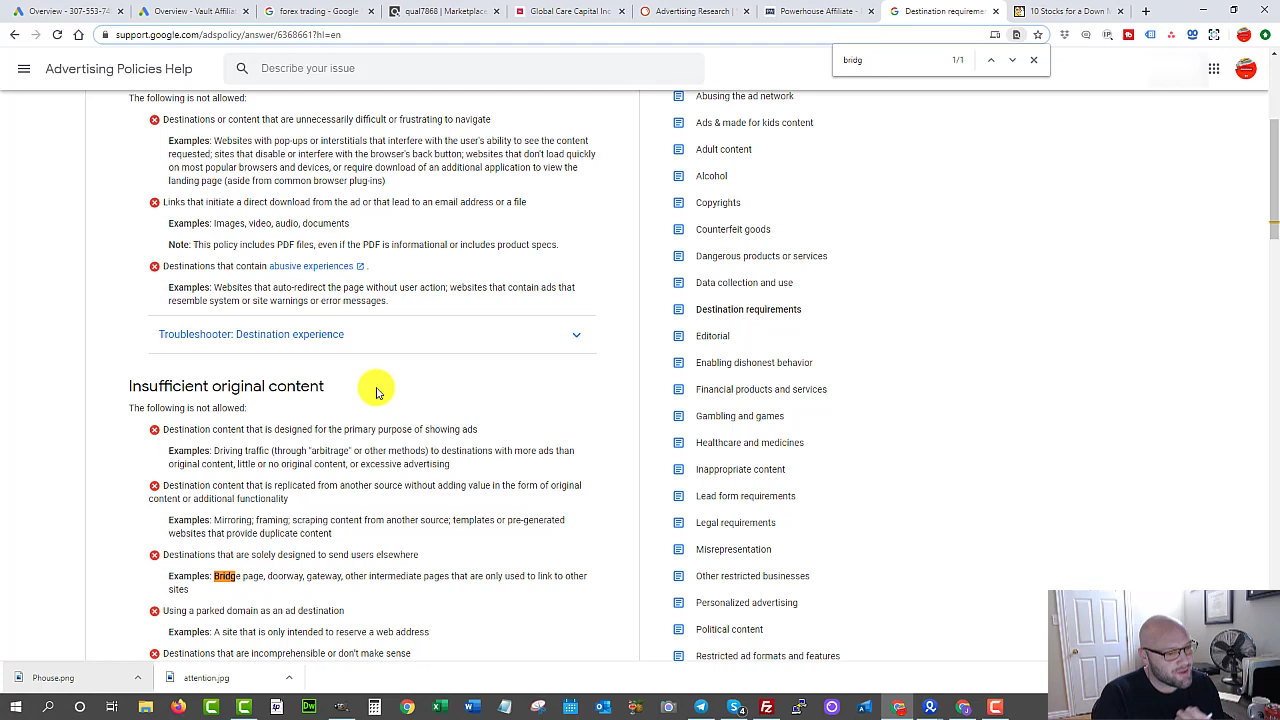 Overview - 307-553-74
Overview - Vault Affilia
forex trading - Google
qual7868 | Marketplace
Global Care Capital Inc
Advertising Research |
Powerhouse Affiliate -
Destination requireme
10 Stocks for a Down M
support.google.com/adspolicy/answer/6368661?hl=en
bridg
1/1
Advertising Policies Help
Describe your issue
The following is not allowed:
Destinations or content that are unnecessarily difficult or frustrating to navigate
Examples: Websites with pop-ups or interstitials that interfere with the user's ability to see the content
requested; sites that disable or interfere with the browser's back button; websites that don't load quickly
on most popular browsers and devices, or require download of an additional application to view the
landing page (aside from common browser plug-ins)
Links that initiate a direct download from the ad or that lead to an email address or a file
Examples: Images, video, audio, documents
Note: This policy includes PDF files, even if the PDF is informational or includes product specs.
Destinations that contain abusive experiences .
Examples: Websites that auto-redirect the page without user action; websites that contain ads that
resemble system or site warnings or error messages.
Troubleshooter: Destination experience
Insufficient original content
The following is not allowed:
Destination content that is designed for the primary purpose of showing ads
Examples: Driving traffic (through "arbitrage" or other methods) to destinations with more ads than
original content, little or no original content, or excessive advertising
Destination content that is replicated from another source without adding value in the form of original
content or additional functionality
Examples: Mirroring; framing; scraping content from another source; templates or pre-generated
websites that provide duplicate content
Destinations that are solely designed to send users elsewhere
Examples: Bridge page, doorway, gateway, other intermediate pages that are only used to link to other
sites
Using a parked domain as an ad destination
Examples: A site that is only intended to reserve a web address
Destinations that are incomprehensible or don't make sense
Abusing the ad network
Ads & made for kids content
Adult content
Alcohol
Copyrights
Counterfeit goods
Dangerous products or services
Data collection and use
Destination requirements
Editorial
Enabling dishonest behavior
Financial products and services
Gambling and games
Healthcare and medicines
Inappropriate content
Lead form requirements
Legal requirements
Misrepresentation
Other restricted businesses
Personalized advertising
Political content
Restricted ad formats and features
Phouse.png
attention.jpg